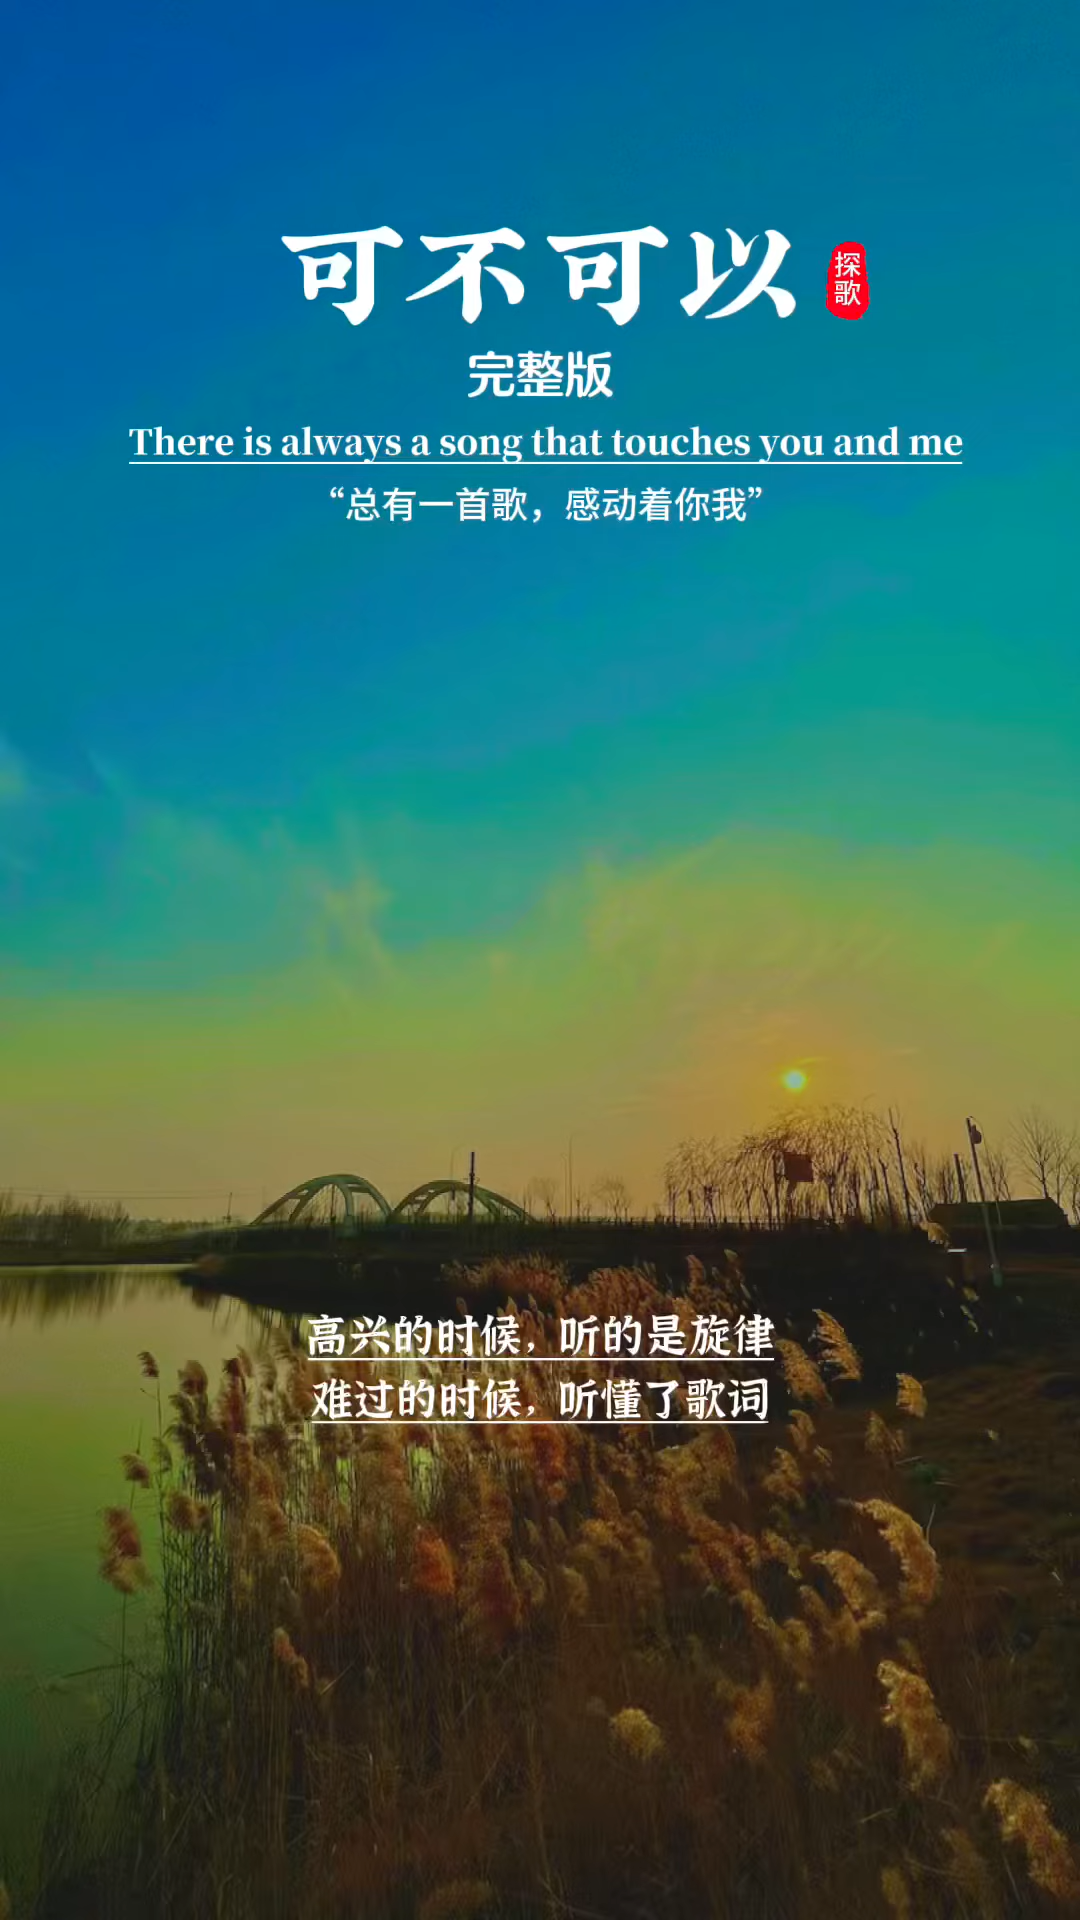 可不可以
探歌
完整版
There is always a song that touches you and me
“总有一首歌，感动着你我”
高兴的时候，听的是旋律
难过的时候，听懂了歌词